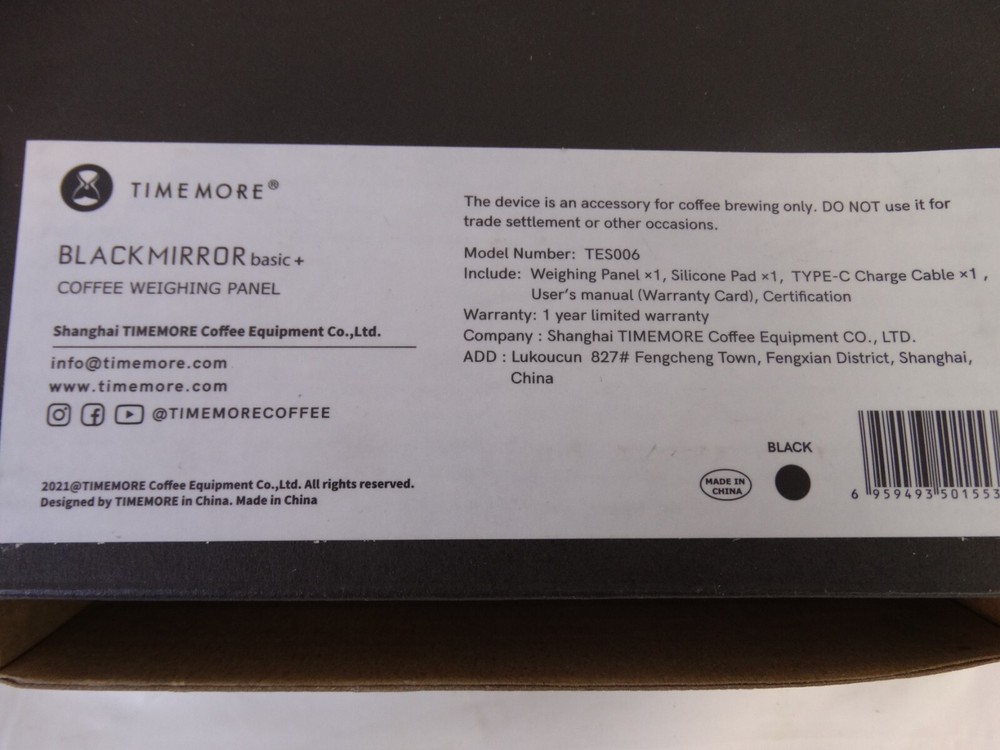 TIMEMORE®
BLACKMIRROR basic+
COFFEE WEIGHING PANEL
Shanghai TIMEMORE Coffee Equipment Co.,Ltd.
info@timemore.com
www.timemore.com
@TIMEMORECOFFEE
2021@TIMEMORE Coffee Equipment Co.,Ltd. All rights reserved.
Designed by TIMEMORE in China. Made in China
The device is an accessory for coffee brewing only. DO NOT use it for
trade settlement or other occasions.
Model Number: TES006
Include: Weighing Panel ×1, Silicone Pad ×1, TYPE-C Charge Cable ×1 ,
User's manual (Warranty Card), Certification
Warranty: 1 year limited warranty
Company : Shanghai TIMEMORE Coffee Equipment CO., LTD.
ADD : Lukoucun 827# Fengcheng Town, Fengxian District, Shanghai,
China
MADE IN
CHINA
BLACK
6 959493 501553